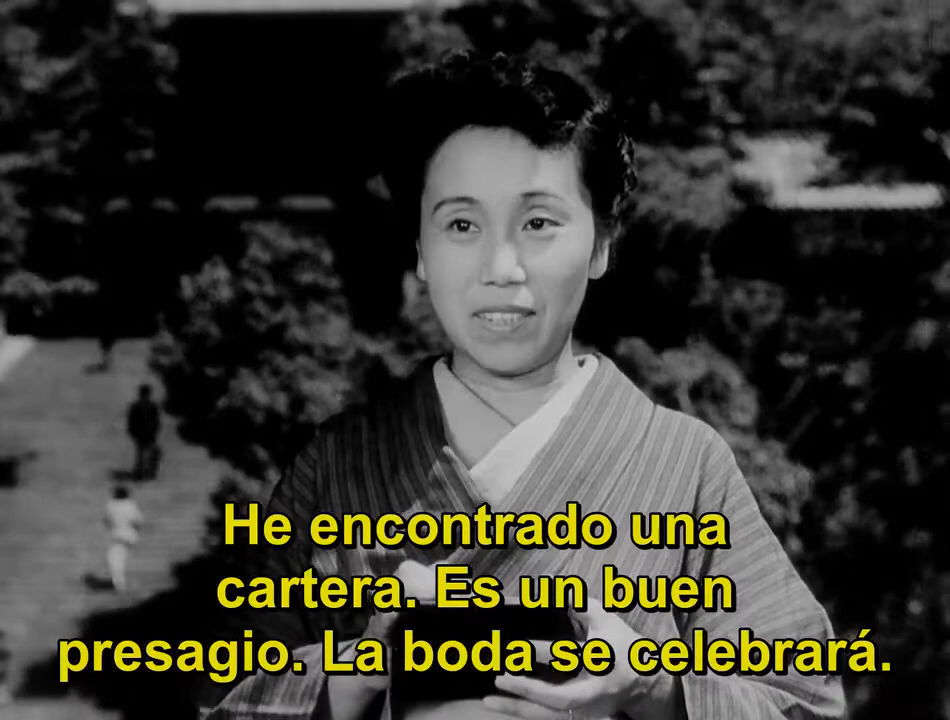 He encontrado una
cartera. Es un buen
presagio. La boda se celebrará.